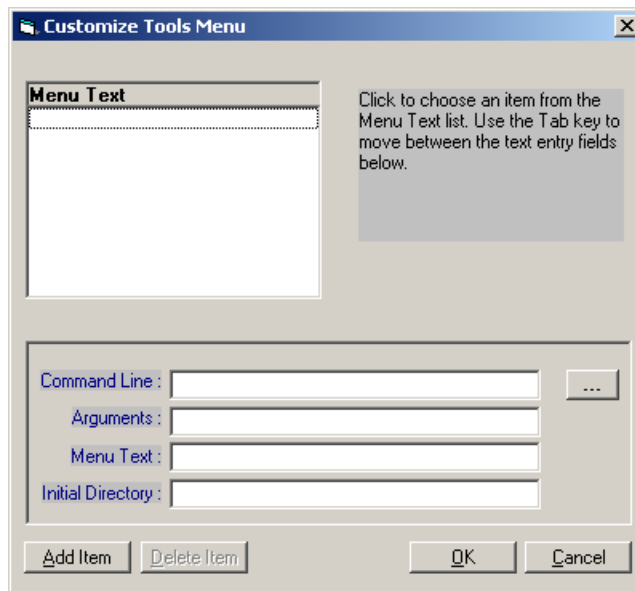 Customize Tools Menu
Menu Text
Click to choose an item from the
Menu Text list. Use the Tab key to
move between the text entry fields
below.
Command Line :
...
Arguments :
Menu Text :
Initial Directory :
Add Item
Delete Item
OK
Cancel